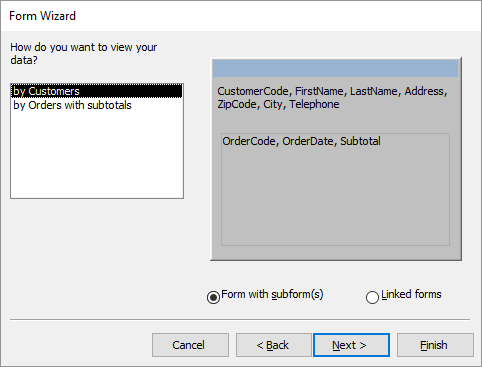 Form Wizard
How do you want to view your
data?
by Customers
by Orders with subtotals
CustomerCode, FirstName, LastName, Address,
ZipCode, City, Telephone
OrderCode, OrderDate, Subtotal
Form with subform(s)
Linked forms
Cancel
< Back
Next >
Finish